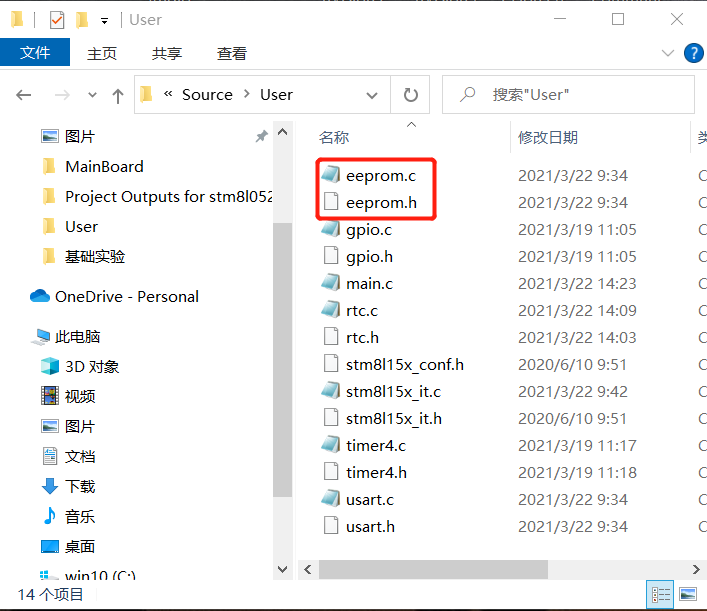 User
文件 主页 共享 查看
« Source › User
搜索"User"
图片
MainBoard
Project Outputs for stm8l052
User
基础实验
OneDrive - Personal
此电脑
3D 对象
视频
图片
文档
下载
音乐
桌面
win10 (C:)
名称 修改日期 类
eeprom.c 2021/3/22 9:34 C
eeprom.h 2021/3/22 9:34 C
gpio.c 2021/3/19 11:05 C
gpio.h 2021/3/19 11:05 C
main.c 2021/3/22 14:23 C
rtc.c 2021/3/22 14:09 C
rtc.h 2021/3/22 14:03 C
stm8l15x_conf.h 2020/6/10 9:51 C
stm8l15x_it.c 2021/3/22 9:42 C
stm8l15x_it.h 2020/6/10 9:51 C
timer4.c 2021/3/19 11:17 C
timer4.h 2021/3/19 11:18 C
usart.c 2021/3/22 9:34 C
usart.h 2021/3/22 9:34 C
14 个项目